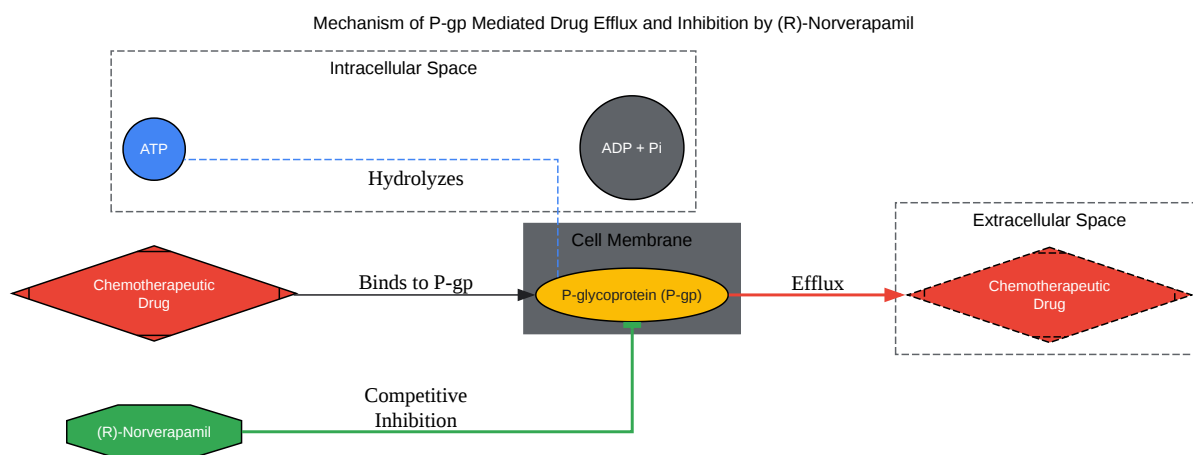 Mechanism of P-gp Mediated Drug Efflux and Inhibition by (R)-Norverapamil
Intracellular Space
ATP
ADP + Pi
Hydrolyzes
Cell Membrane
Extracellular Space
Chemotherapeutic
Drug
Binds to P-gp
P-glycoprotein (P-gp)
Efflux
Chemotherapeutic
Drug
Competitive
Inhibition
(R)-Norverapamil